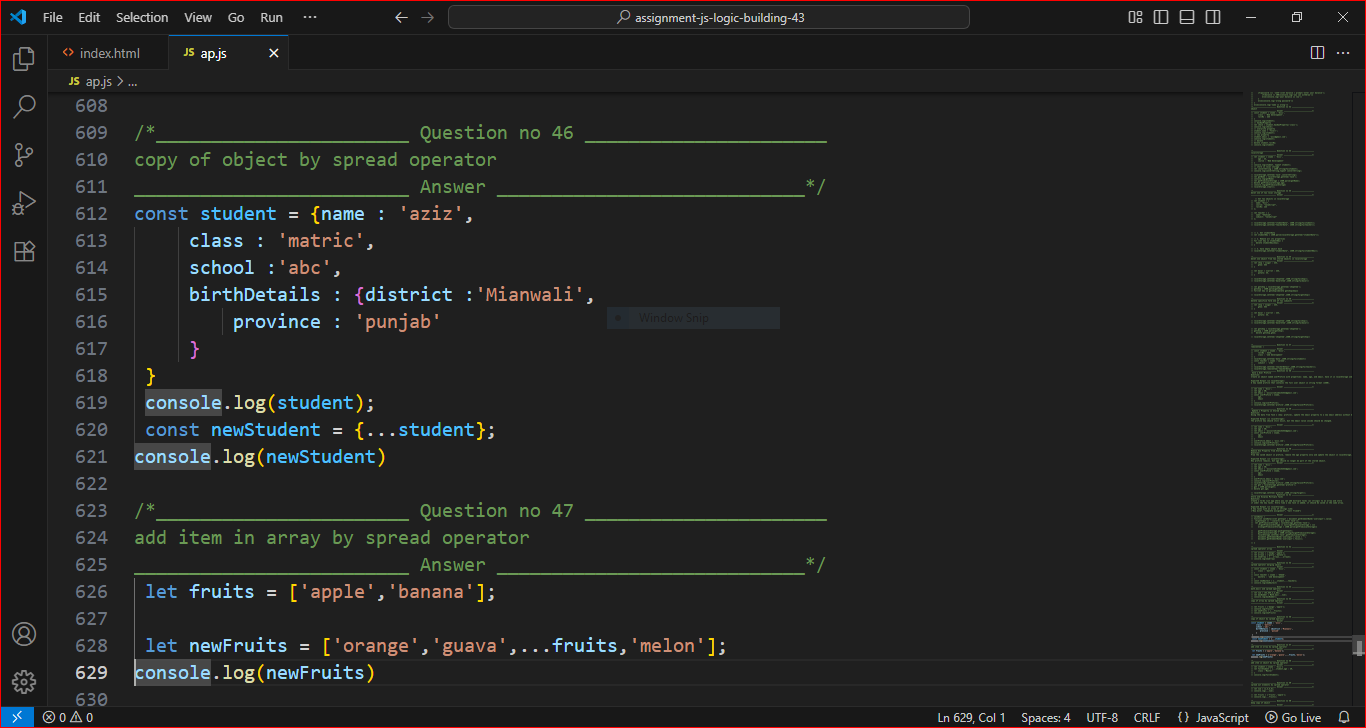 File Edit Selection View Go Run ··· assignment-js-logic-building-43
index.html JS ap.js
JS ap.js > ...
608
609 /*_______________________ Question no 46 ______________________
610 copy of object by spread operator
611 _________________________ Answer ____________________________*/
612 const student = {name : 'aziz',
613 class : 'matric',
614 school :'abc',
615 birthDetails : {district :'Mianwali',
616 province : 'punjab'
Window Snip
617 }
618 }
619 console.log(student);
620 const newStudent = {...student};
621 console.log(newStudent)
622
623 /*_______________________ Question no 47 ______________________
624 add item in array by spread operator
625 _________________________ Answer ____________________________*/
626 let fruits = ['apple','banana'];
627
628 let newFruits = ['orange','guava',...fruits,'melon'];
629 console.log(newFruits)
630
0 0 Ln 629, Col 1 Spaces: 4 UTF-8 CRLF {} JavaScript Go Live